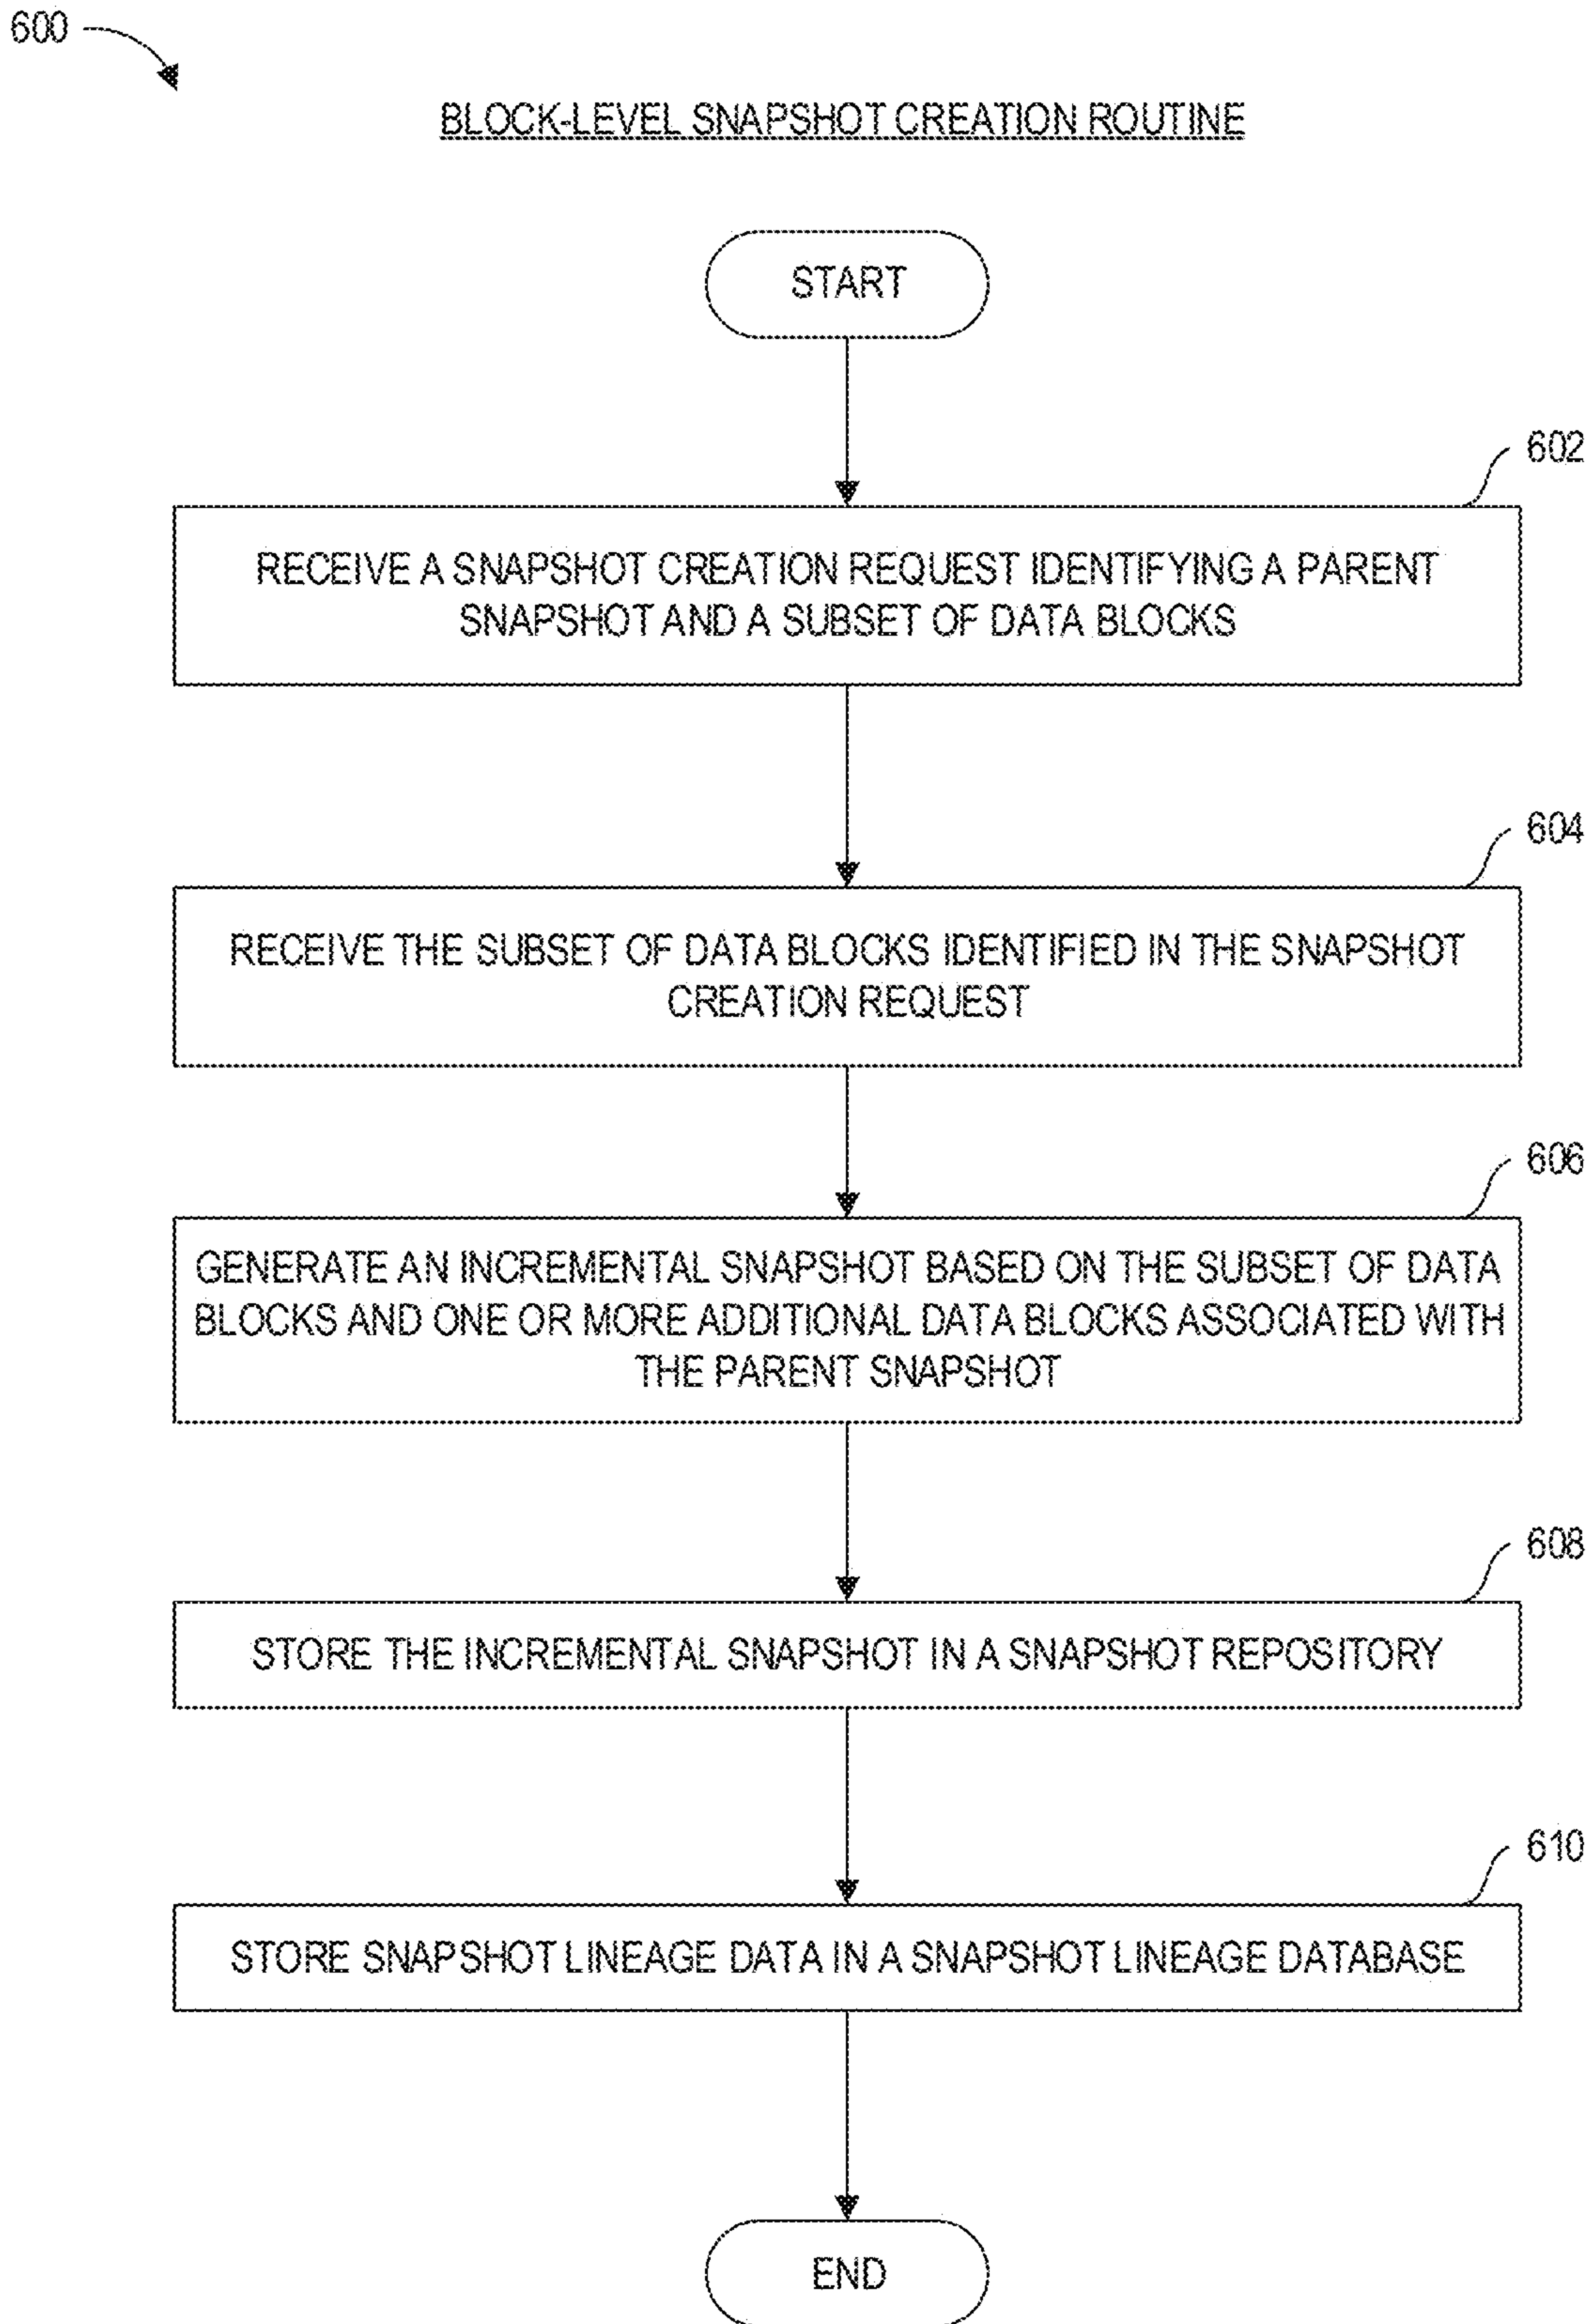 600
BLOCK-LEVEL SNAPSHOT CREATION ROUTINE
START
602
RECEIVE A SNAPSHOT CREATION REQUEST IDENTIFYING A PARENT
SNAPSHOT AND A SUBSET OF DATA BLOCKS
604
RECEIVE THE SUBSET OF DATA BLOCKS IDENTIFIED IN THE SNAPSHOT
CREATION REQUEST
606
GENERATE AN INCREMENTAL SNAPSHOT BASED ON THE SUBSET OF DATA
BLOCKS AND ONE OR MORE ADDITIONAL DATA BLOCKS ASSOCIATED WITH
THE PARENT SNAPSHOT
608
STORE THE INCREMENTAL SNAPSHOT IN A SNAPSHOT REPOSITORY
610
STORE SNAPSHOT LINEAGE DATA IN A SNAPSHOT LINEAGE DATABASE
END